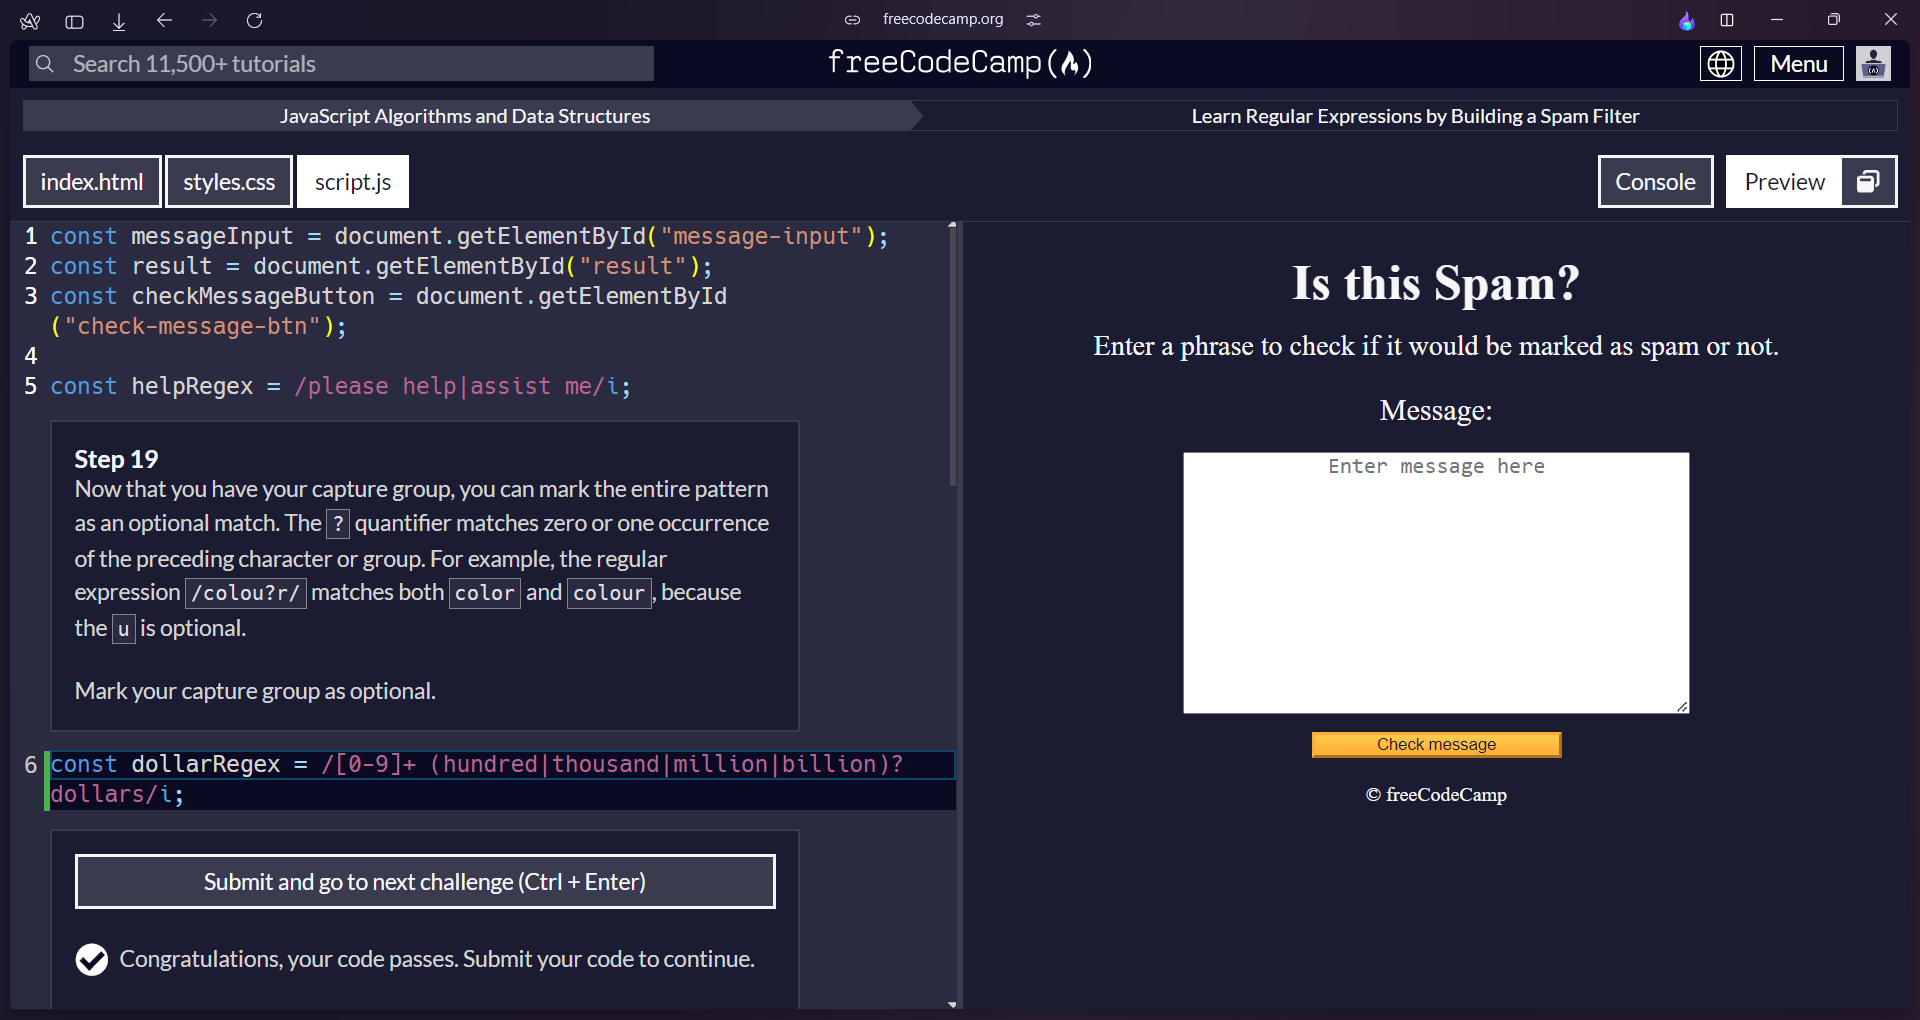 freecodecamp.org
Search 11,500+ tutorials
freeCodeCamp(🔥)
Menu
JavaScript Algorithms and Data Structures
Learn Regular Expressions by Building a Spam Filter
index.html
styles.css
script.js
Console
Preview
1 const messageInput = document.getElementById("message-input");
2 const result = document.getElementById("result");
3 const checkMessageButton = document.getElementById
("check-message-btn");
4
5 const helpRegex = /please help|assist me/i;
Step 19
Now that you have your capture group, you can mark the entire pattern
as an optional match. The ? quantifier matches zero or one occurrence
of the preceding character or group. For example, the regular
expression /colou?r/ matches both color and colour, because
the u is optional.
Mark your capture group as optional.
6 const dollarRegex = /[0-9]+ (hundred|thousand|million|billion)?
dollars/i;
Submit and go to next challenge (Ctrl + Enter)
Congratulations, your code passes. Submit your code to continue.
Is this Spam?
Enter a phrase to check if it would be marked as spam or not.
Message:
Enter message here
Check message
© freeCodeCamp